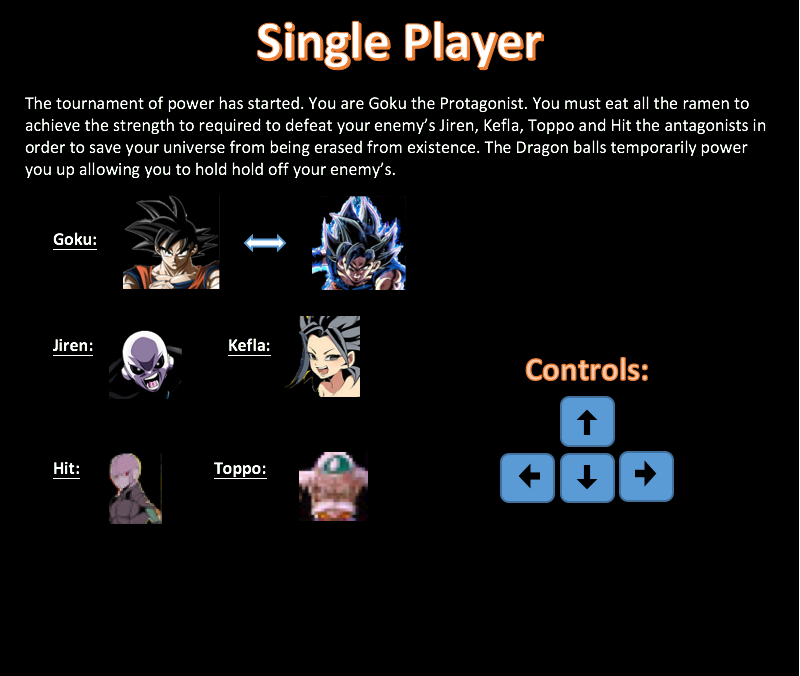 Single Player
The tournament of power has started. You are Goku the Protagonist. You must eat all the ramen to
achieve the strength to required to defeat your enemy's Jiren, Kefla, Toppo and Hit the antagonists in
order to save your universe from being erased from existence. The Dragon balls temporarily power
you up allowing you to hold hold off your enemy's.
Goku:
Jiren:
Kefla:
Controls:
Hit:
Toppo: